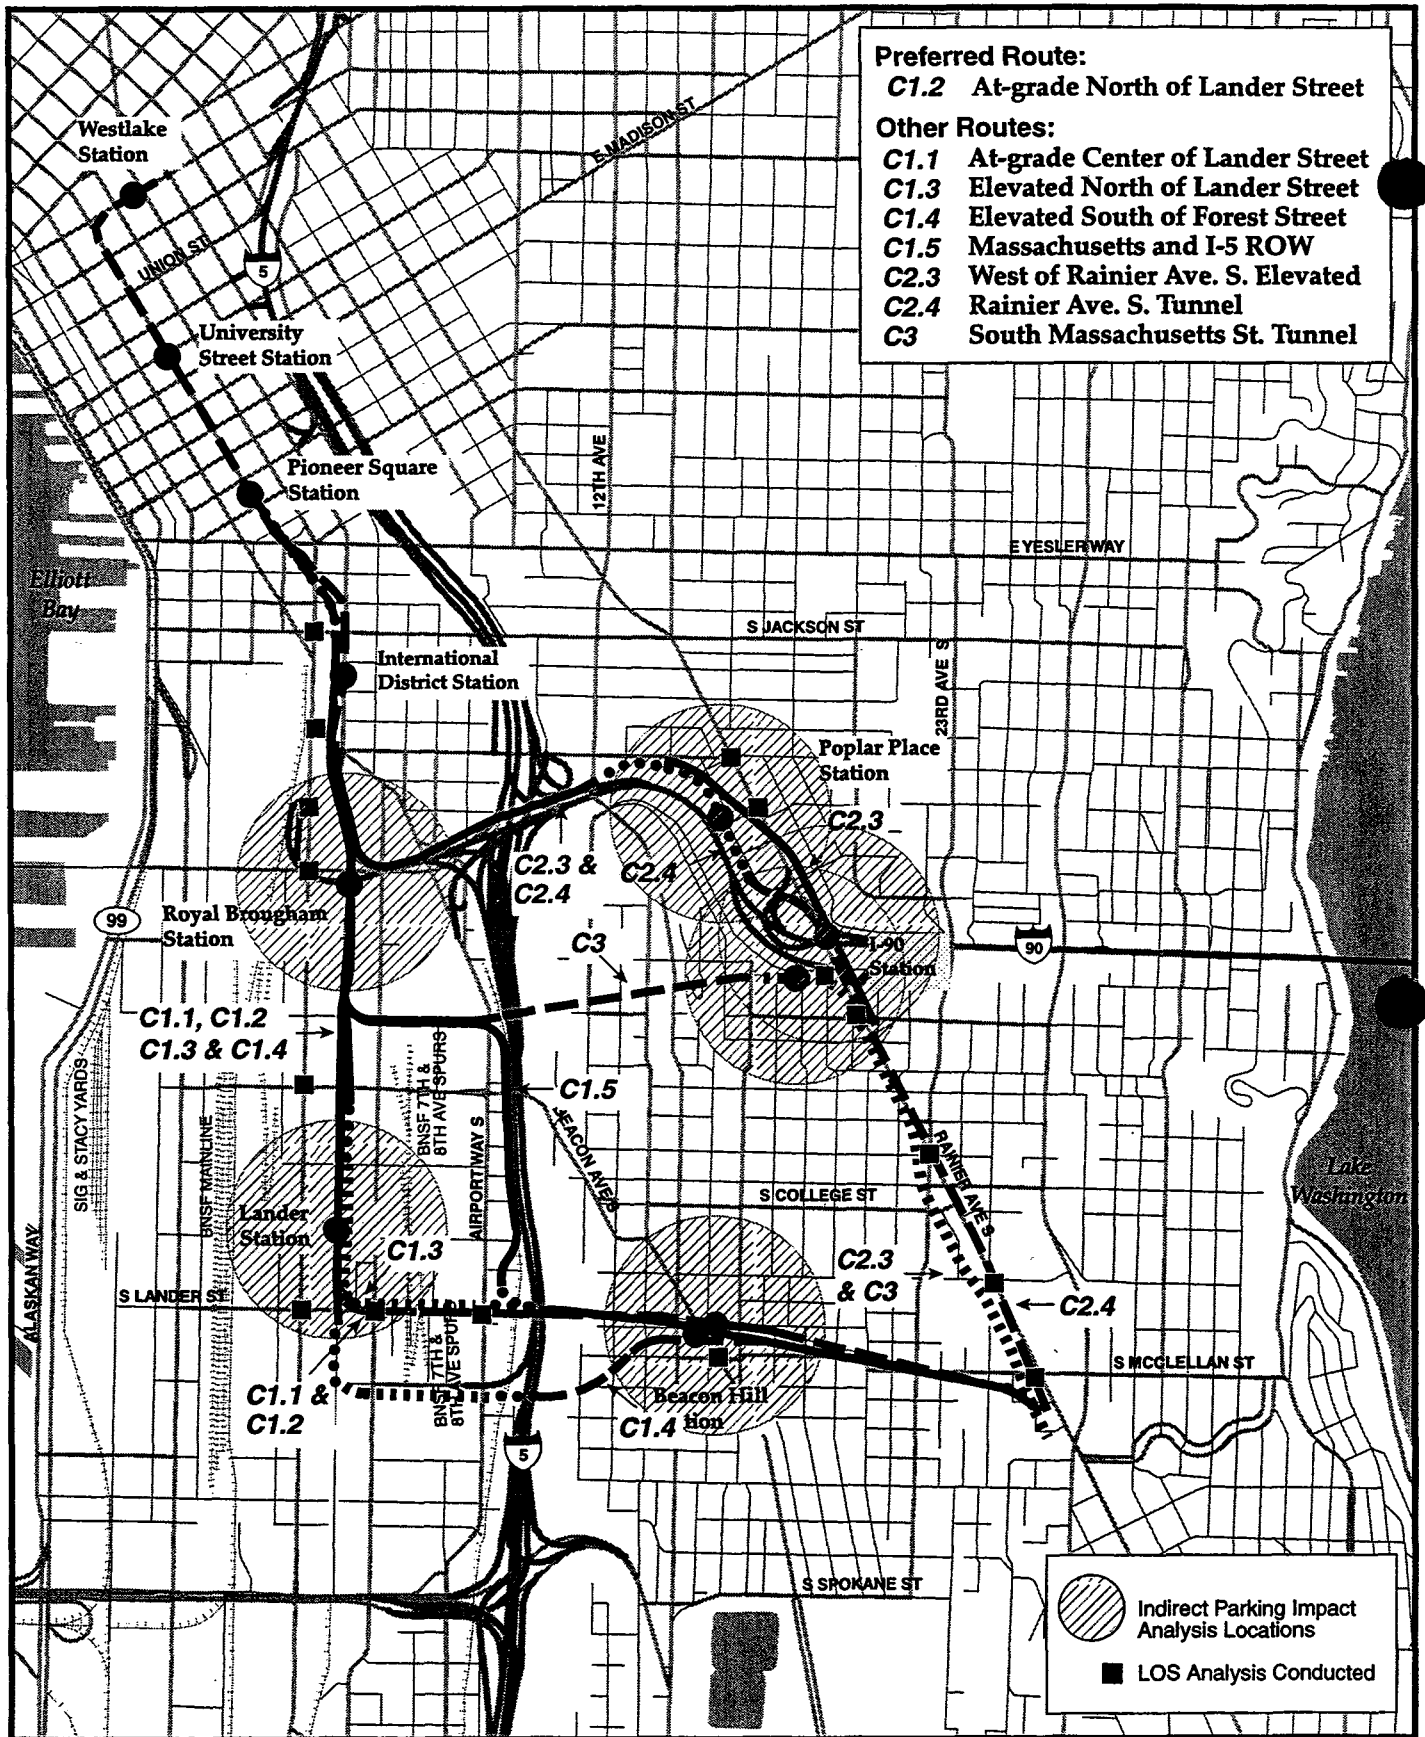 Preferred Route:
C1.2 At-grade North of Lander Street
Other Routes:
C1.1 At-grade Center of Lander Street
C1.3 Elevated North of Lander Street
C1.4 Elevated South of Forest Street
C1.5 Massachusetts and I-5 ROW
C2.3 West of Rainier Ave. S. Elevated
C2.4 Rainier Ave. S. Tunnel
C3 South Massachusetts St. Tunnel
Westlake
Station
E MADISON ST
UNION ST
5
University
Street Station
Pioneer Square
Station
12TH AVE
E YESLER WAY
Elliott
Bay
S JACKSON ST
International
District Station
23RD AVE S
Poplar Place
Station
C2.3
C2.3 &
C2.4
C2.4
99
Royal Brougham
Station
C3
I-90
Station
90
C1.1, C1.2
C1.3 & C1.4
SIG & STACY YARDS
BNSF MAINLINE
BNSF 7TH &
8TH AVE SPURS
AIRPORT WAY S
C1.5
BEACON AVE S
RAINIER AVE S
S COLLEGE ST
Lake
Washington
Lander
Station
C1.3
C2.3
& C3
C2.4
ALASKAN WAY
S LANDER ST
BNSF 7TH &
8TH AVE SPURS
S MCCLELLAN ST
C1.1 &
C1.2
Beacon Hill
tion
C1.4
5
S SPOKANE ST
Indirect Parking Impact
Analysis Locations
LOS Analysis Conducted